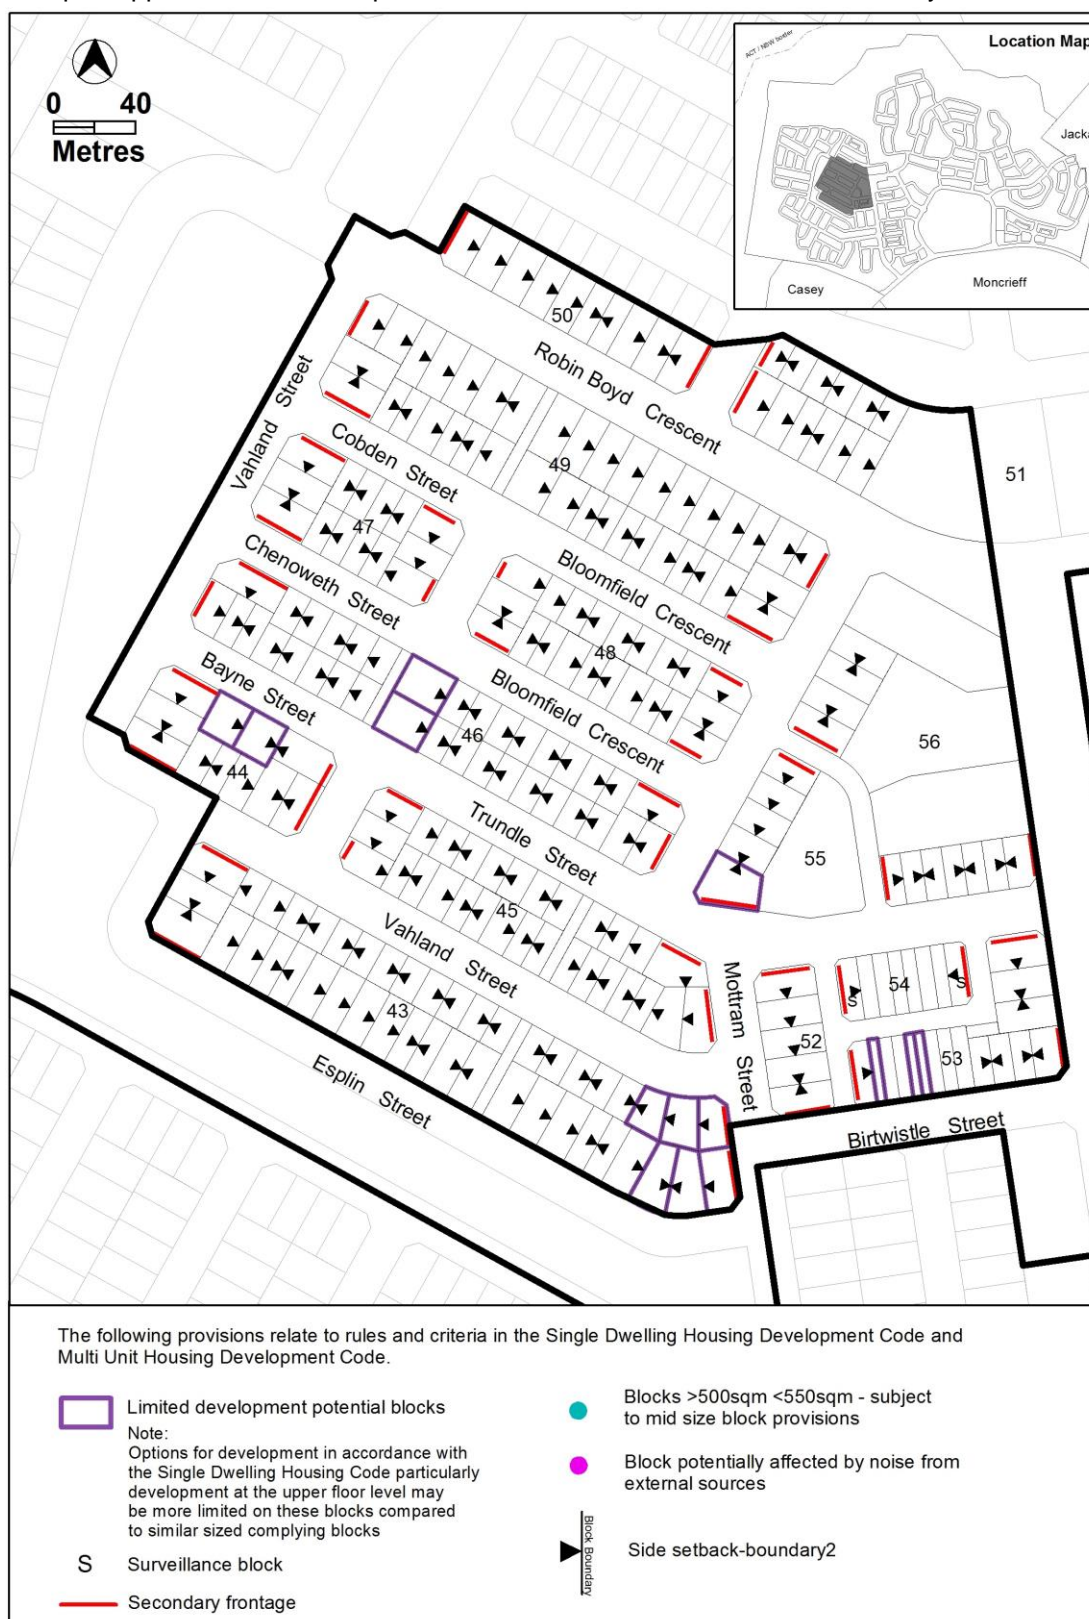 Location Map
ACT / NSW border
Jacka
Casey
Moncrieff
0 40
Metres
50
Robin Boyd Crescent
Vahland Street
Cobden Street
49
51
47
Chenoweth Street
Bloomfield Crescent
48
Bayne Street
Bloomfield Crescent
46
56
44
Trundle Street
55
45
Vahland Street
Mottram Street
S
54
S
43
52
53
Esplin Street
Birtwistle Street
The following provisions relate to rules and criteria in the Single Dwelling Housing Development Code and
Multi Unit Housing Development Code.
Limited development potential blocks
Note:
Options for development in accordance with
the Single Dwelling Housing Code particularly
development at the upper floor level may
be more limited on these blocks compared
to similar sized complying blocks
S Surveillance block
Secondary frontage
Blocks >500sqm <550sqm - subject
to mid size block provisions
Block potentially affected by noise from
external sources
Block Boundary
Side setback-boundary2